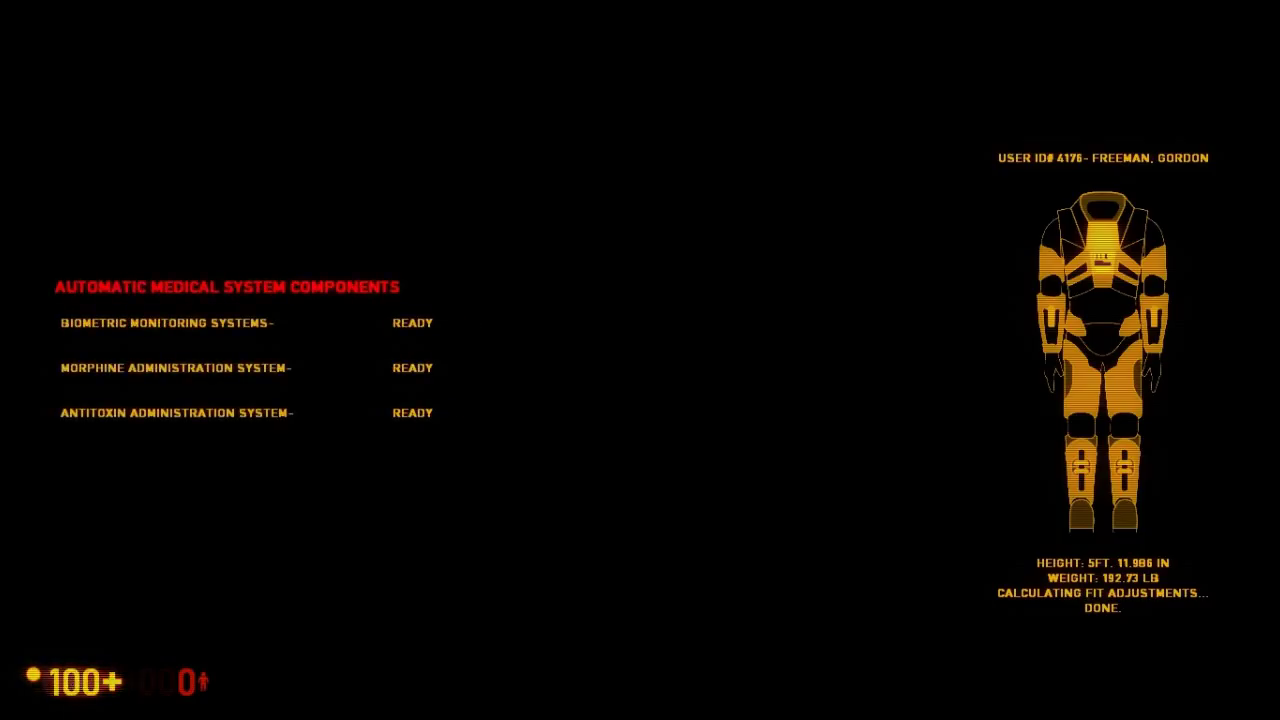 USER ID# 4176- FREEMAN, GORDON
AUTOMATIC MEDICAL SYSTEM COMPONENTS
BIOMETRIC MONITORING SYSTEMS- READY
MORPHINE ADMINISTRATION SYSTEM- READY
ANTITOXIN ADMINISTRATION SYSTEM- READY
HEIGHT: 5FT. 11.986 IN
WEIGHT: 192.73 LB
CALCULATING FIT ADJUSTMENTS...
DONE.
100+ 0